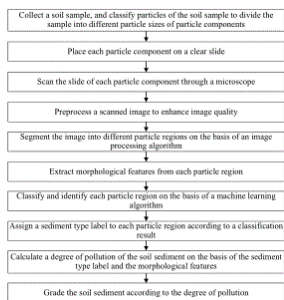 Collect a soil sample, and classify particles of the soil sample to divide the
sample into different particle sizes of particle components
Place each particle component on a clear slide
Scan the slide of each particle component through a microscope
Preprocess a scanned image to enhance image quality
Segment the image into different particle regions on the basis of an image
processing algorithm
Extract morphological features from each particle region
Classify and identify each particle region on the basis of a machine learning
algorithm
Assign a sediment type label to each particle region according to a classification
result
Calculate a degree of pollution of the soil sediment on the basis of the sediment
type label and the morphological features
Grade the soil sediment according to the degree of pollution